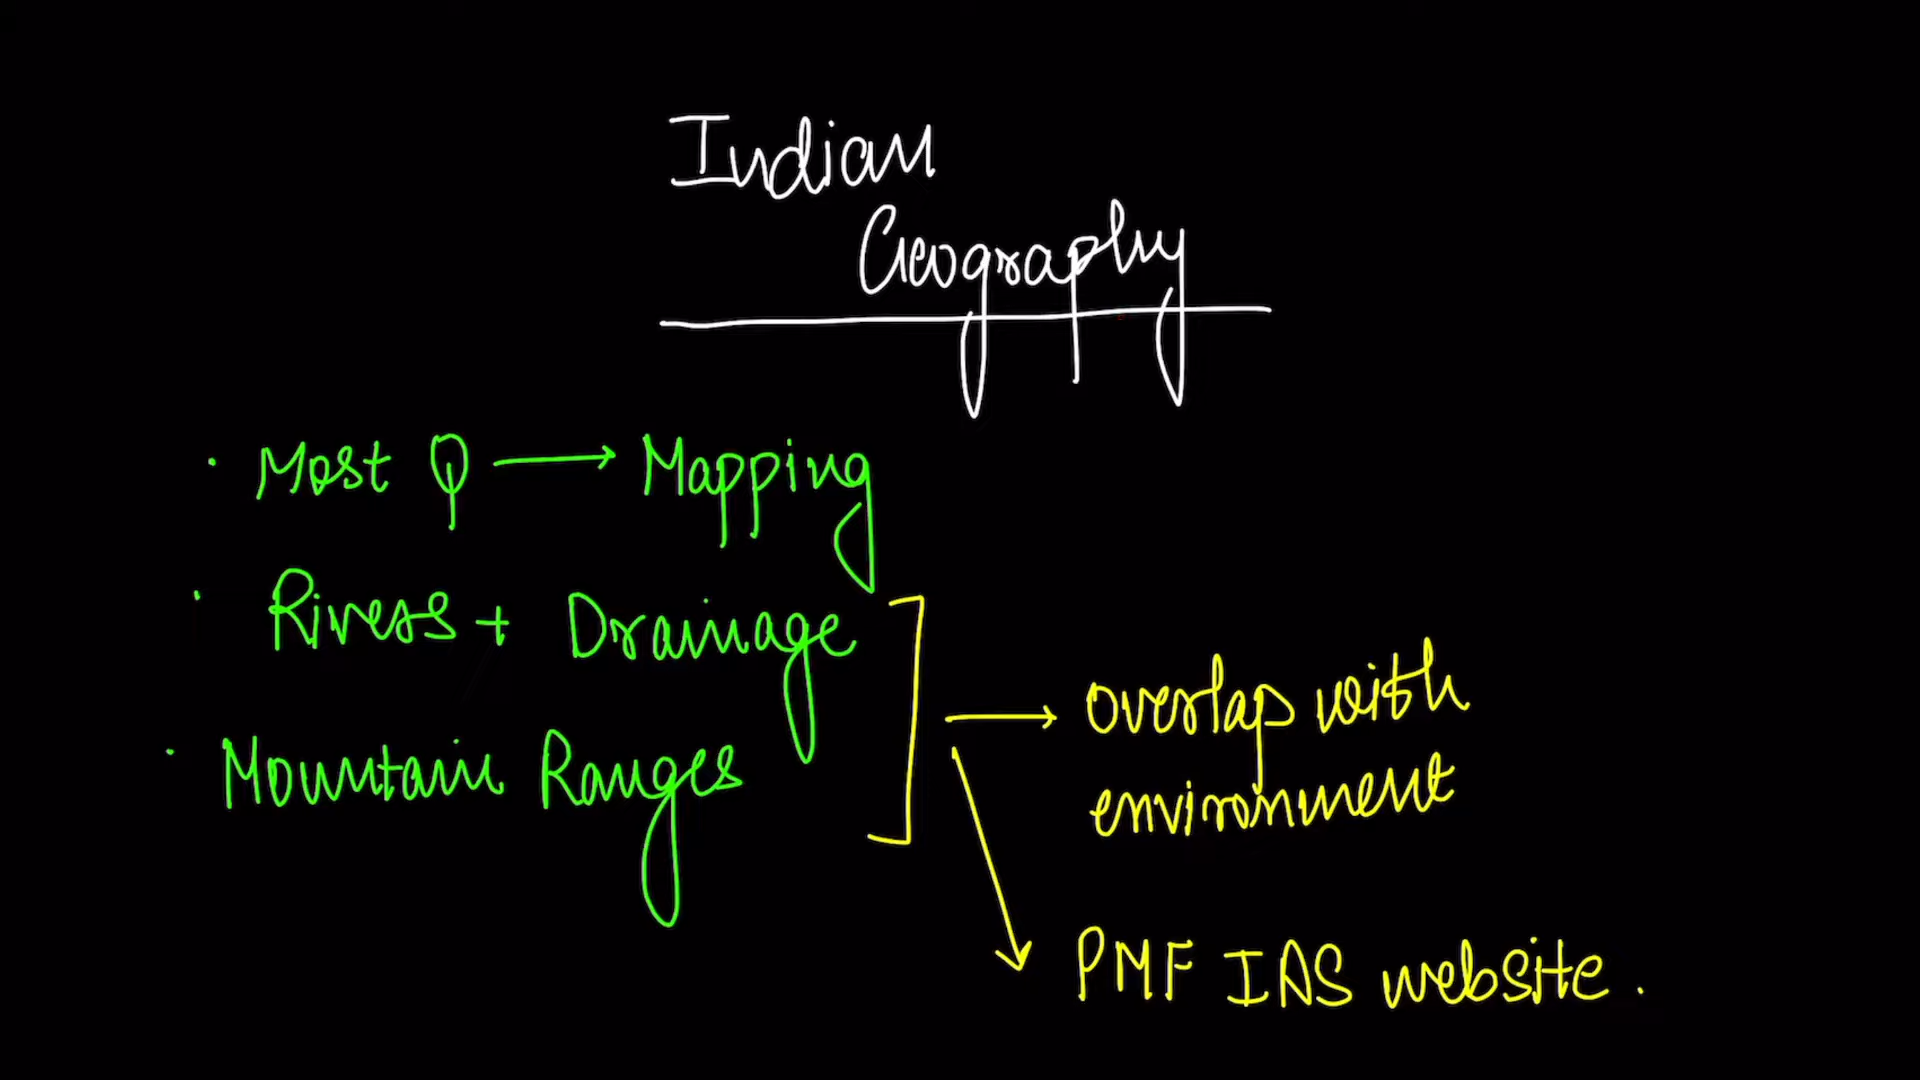 Indian
Geography
· Most Q → Mapping
· Rivers + Drainage
· Mountain Ranges
→ overlap with
environment
→ PMF IAS website.